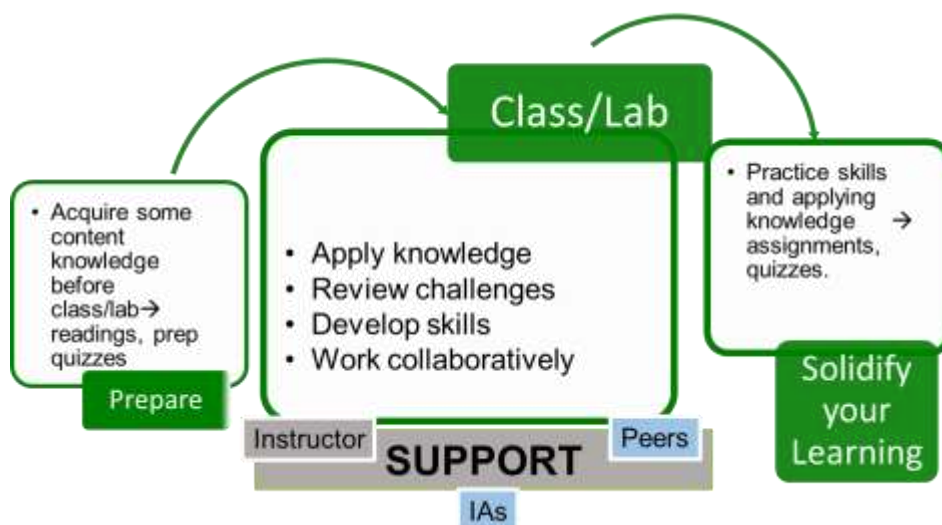 • Acquire some
content
knowledge
before
class/lab→
readings, prep
quizzes
Prepare
Class/Lab
• Apply knowledge
• Review challenges
• Develop skills
• Work collaboratively
Instructor
Peers
SUPPORT
IAs
• Practice skills
and applying
knowledge →
assignments,
quizzes.
Solidify
your
Learning